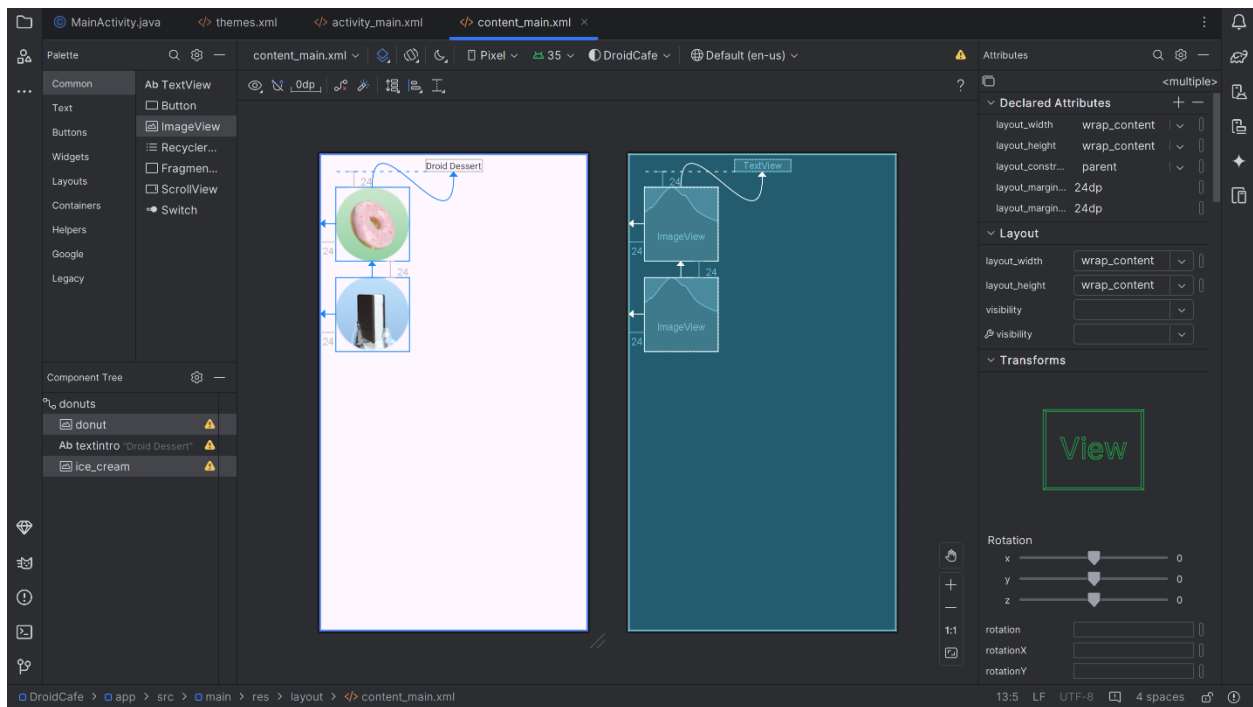 MainActivity.java
themes.xml
activity_main.xml
content_main.xml
Palette
content_main.xml
Pixel
35
DroidCafe
Default (en-us)
Attributes
Common
Text
Buttons
Widgets
Layouts
Containers
Helpers
Google
Legacy
Ab TextView
Button
ImageView
Recycler...
Fragmen...
ScrollView
Switch
0dp
?
<multiple>
Declared Attributes
layout_width wrap_content
layout_height wrap_content
layout_constr... parent
layout_margin... 24dp
layout_margin... 24dp
Layout
layout_width wrap_content
layout_height wrap_content
visibility
visibility
Transforms
View
Rotation
x 0
y 0
z 0
rotation
rotationX
rotationY
Droid Dessert
24
24
24
24
TextView
24
ImageView
24
24
ImageView
24
Component Tree
donuts
donut
Ab textintro "Droid Dessert"
ice_cream
1:1
DroidCafe > app > src > main > res > layout > content_main.xml
13:5 LF UTF-8 4 spaces